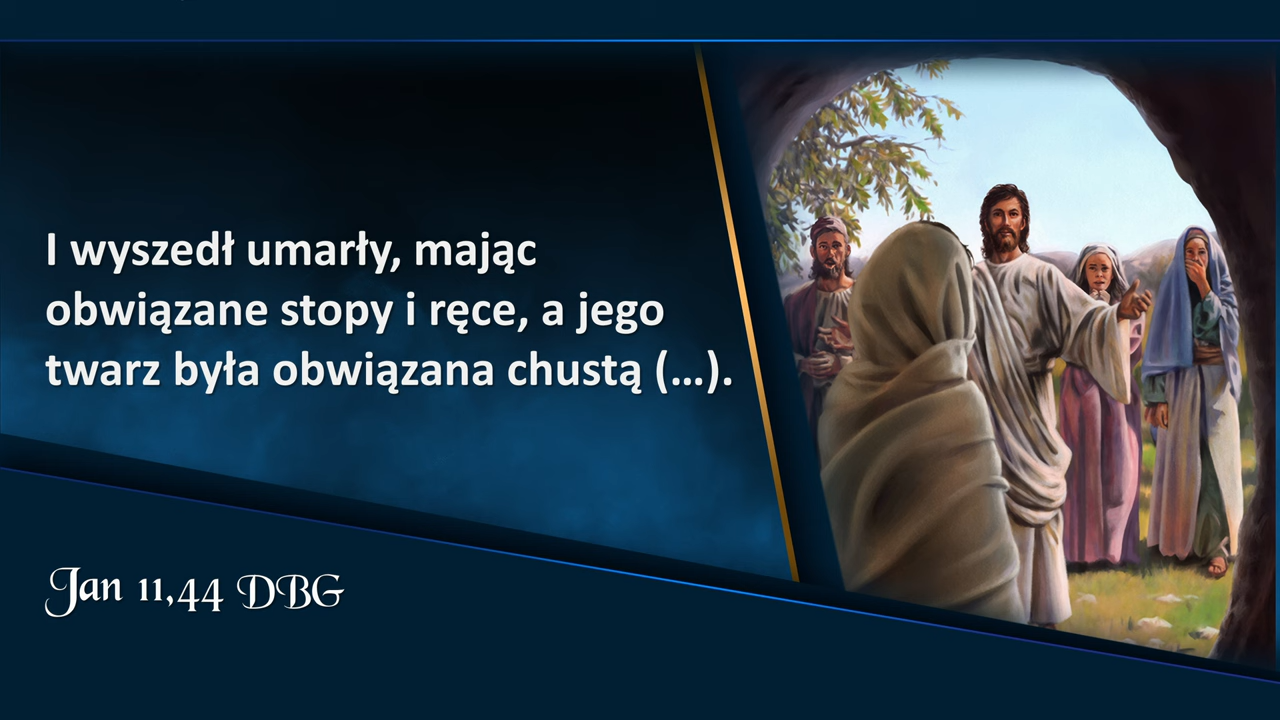 I wyszedł umarły, mając
obwiązane stopy i ręce, a jego
twarz była obwiązana chustą (...).
Jan 11,44 DBG